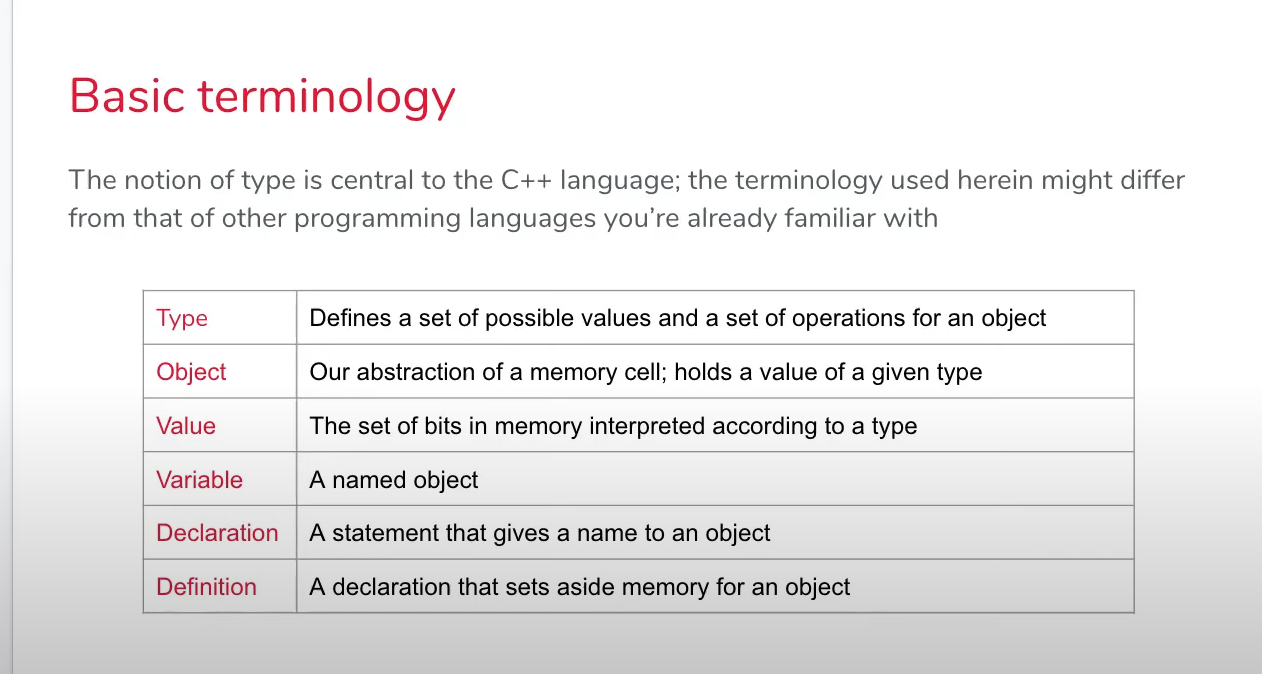 Basic terminology
The notion of type is central to the C++ language; the terminology used herein might differ
from that of other programming languages you’re already familiar with
Type Defines a set of possible values and a set of operations for an object
Object Our abstraction of a memory cell; holds a value of a given type
Value The set of bits in memory interpreted according to a type
Variable A named object
Declaration A statement that gives a name to an object
Definition A declaration that sets aside memory for an object